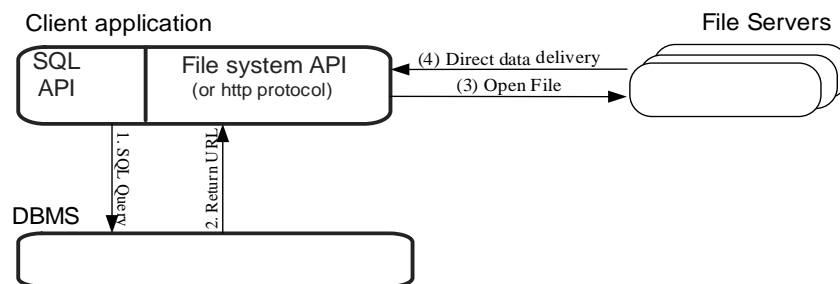 Client application
File Servers
SQL
API
File system API
(or http protocol)
(4) Direct data delivery
(3) Open File
1. SQL Query
2. Return URL
DBMS